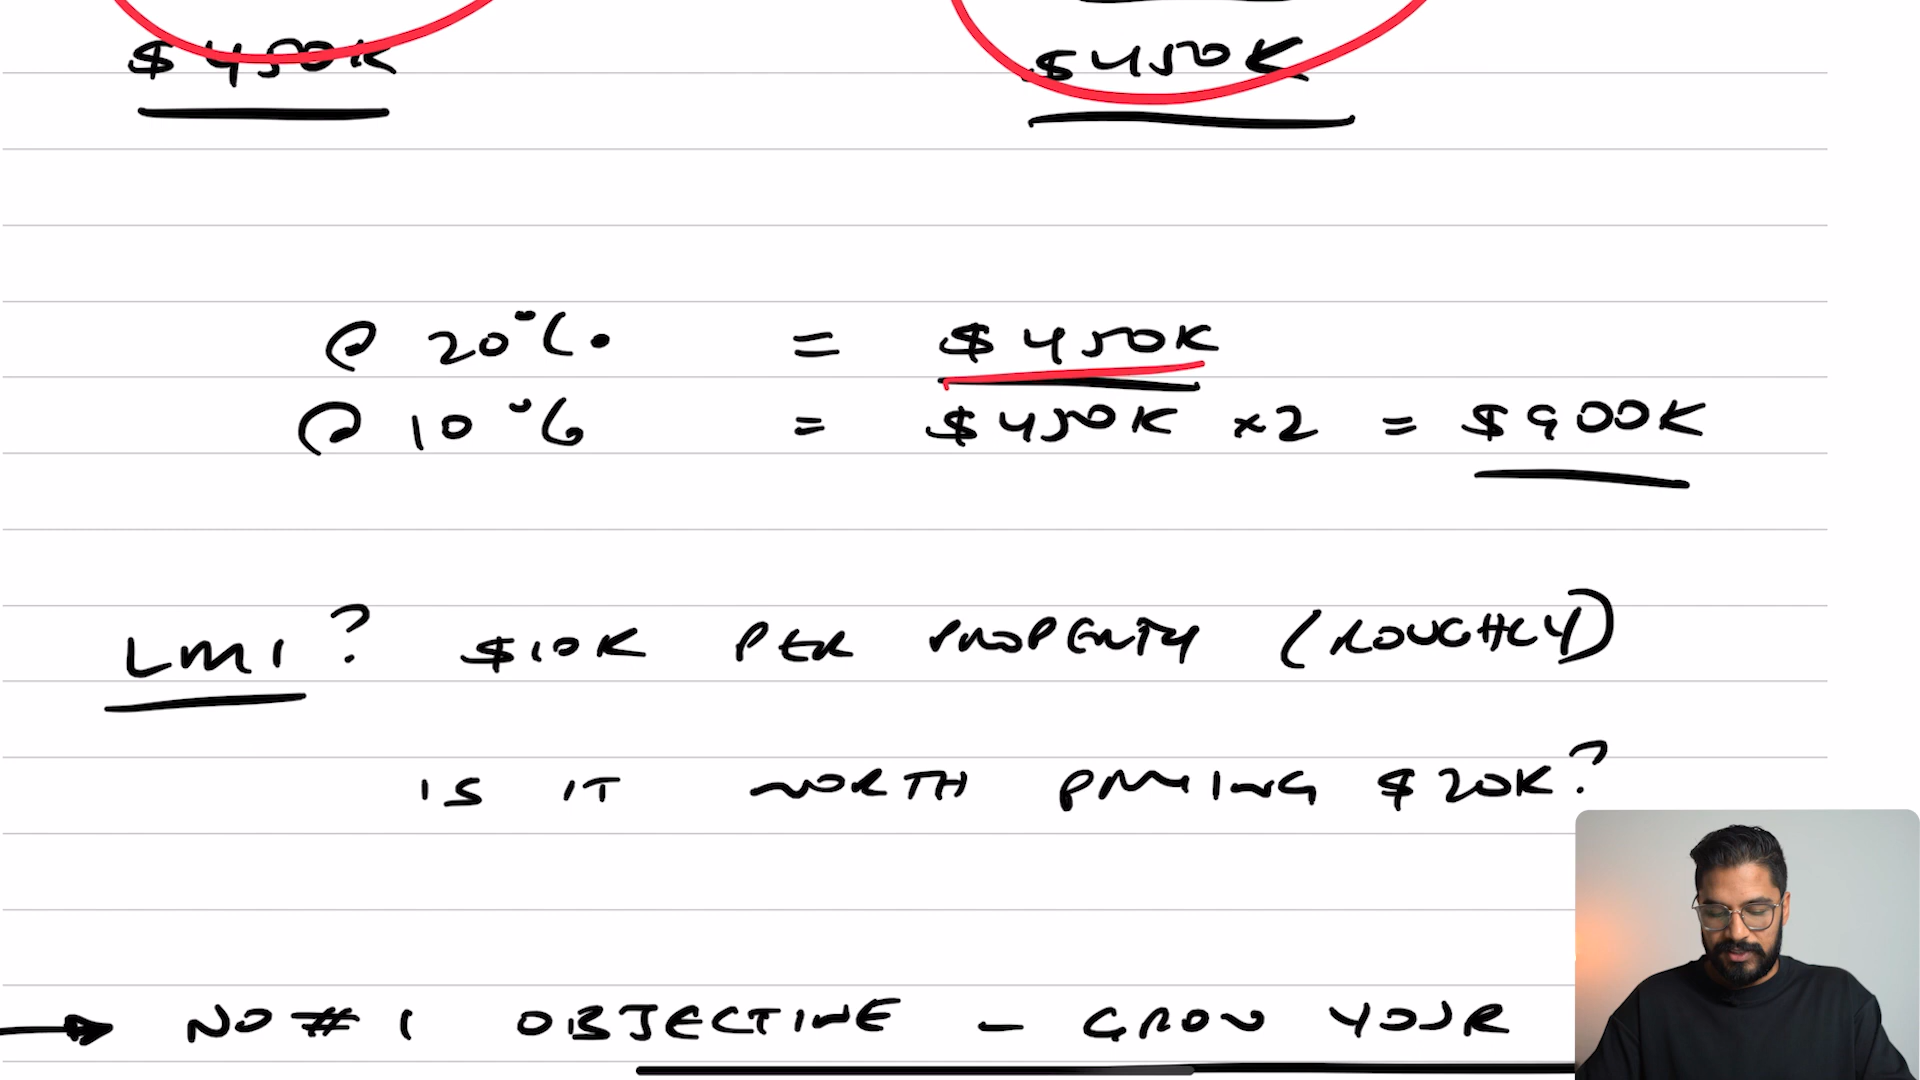 $450K
$450K
@ 20% = $450K
@ 10% = $450K x2 = $900K
LMI? $10K PER PROPERTY (ROUGHLY)
IS IT WORTH PAYING $20K?
NO #1 OBJECTIVE - GROW YOUR